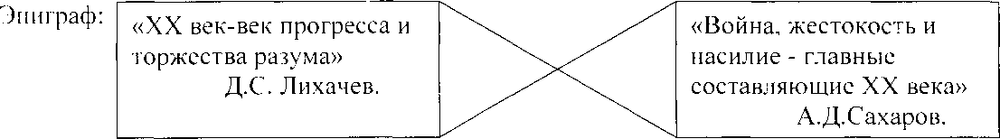 Эпиграф:
«XX век-век прогресса и
торжества разума»
Д.С. Лихачев.
«Война, жестокость и
насилие - главные
составляющие XX века»
А.Д.Сахаров.